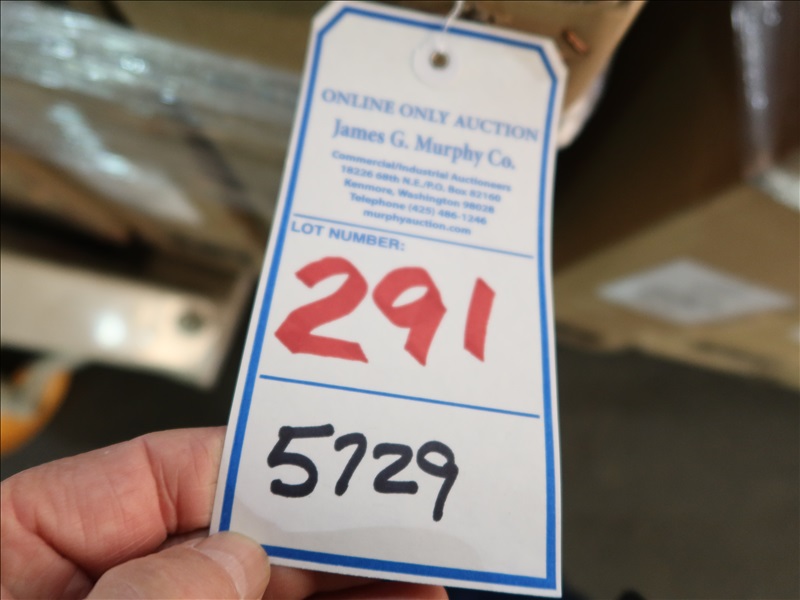 ONLINE ONLY AUCTION
James G. Murphy Co.
Commercial/Industrial Auctioneers
18226 68th N.E./P.O. Box 82160
Kenmore, Washington 98028
Telephone (425) 486-1246
murphyauction.com
LOT NUMBER:
291
5729